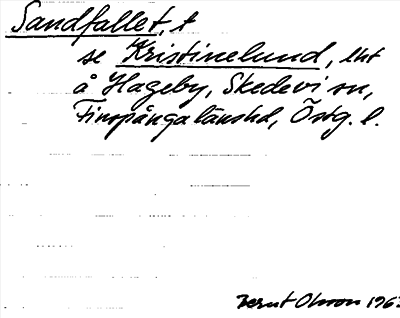 Sandfallet, t
se Kristinelund, lht
å Hageby, Skedevi sn,
Finspånga länshd, Östg. l.
Bernt Olsson 196